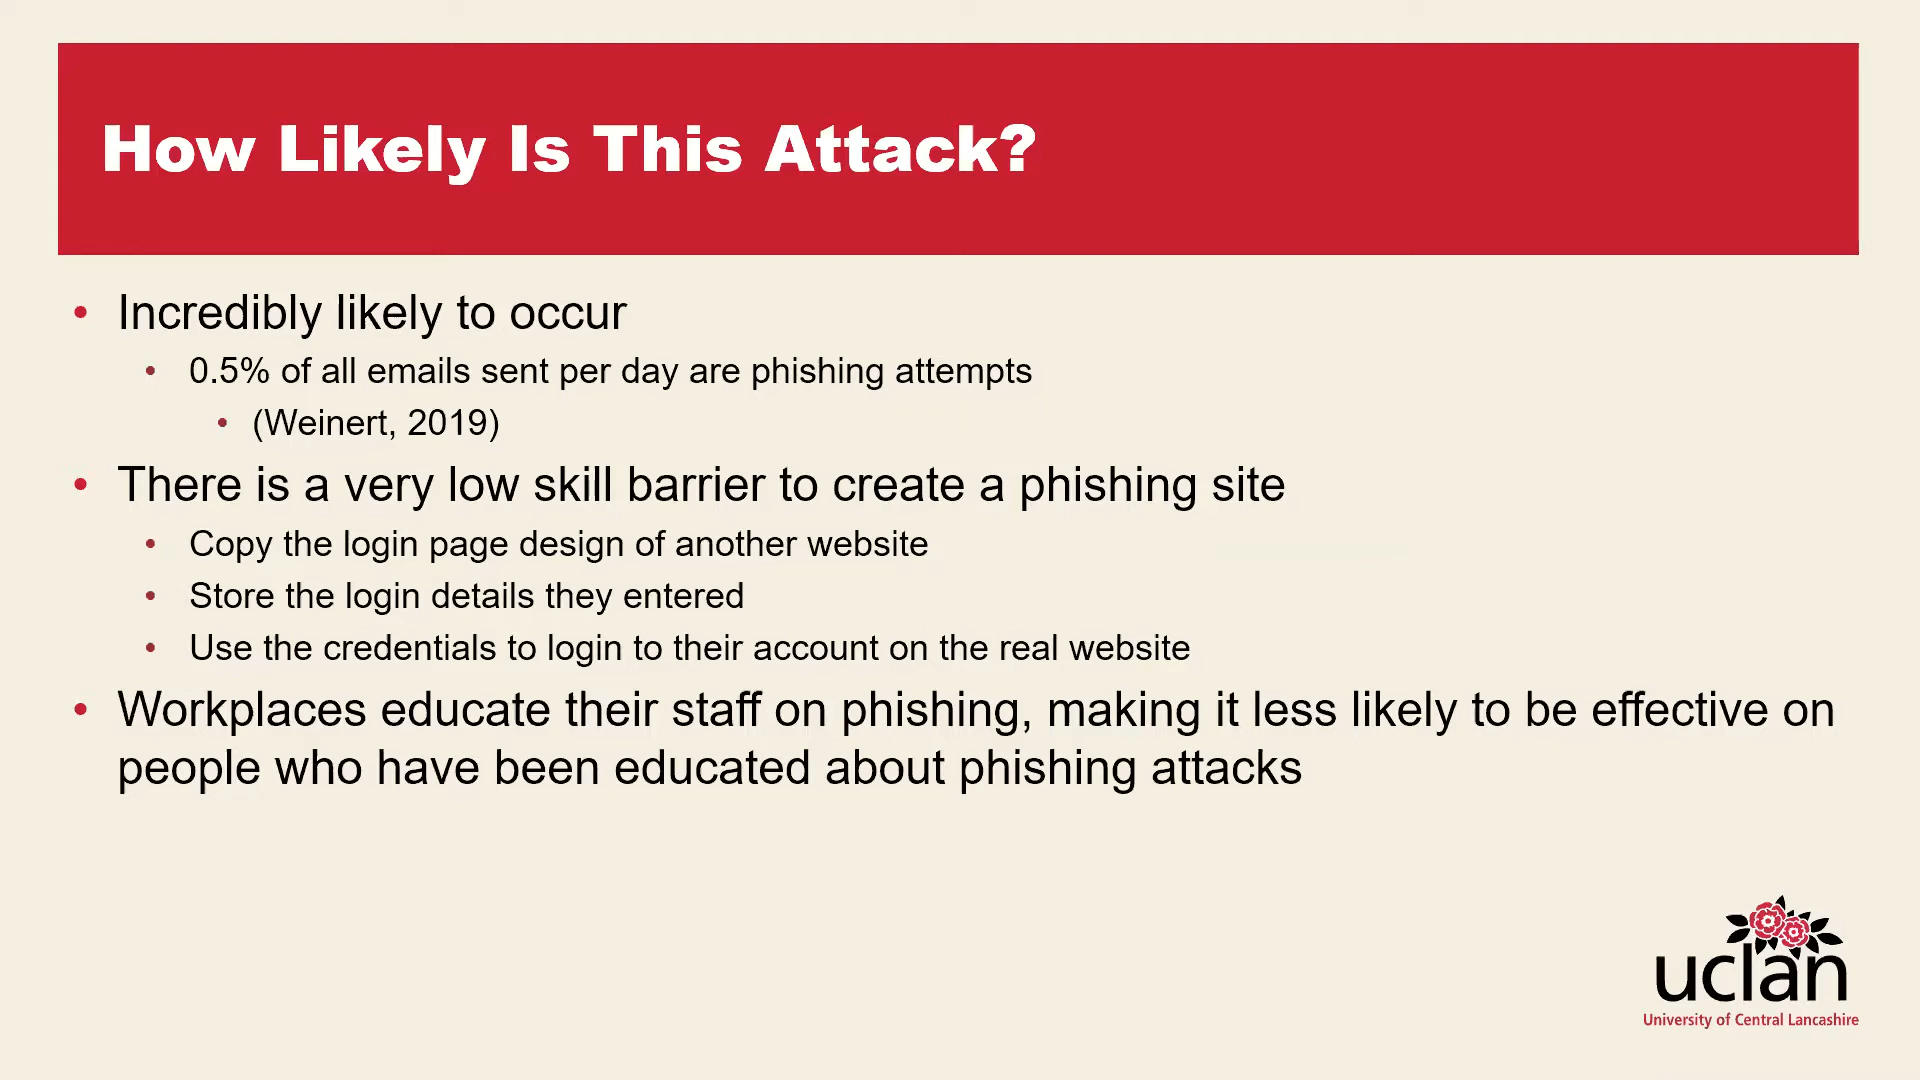 How Likely Is This Attack?
• Incredibly likely to occur
• 0.5% of all emails sent per day are phishing attempts
• (Weinert, 2019)
• There is a very low skill barrier to create a phishing site
• Copy the login page design of another website
• Store the login details they entered
• Use the credentials to login to their account on the real website
• Workplaces educate their staff on phishing, making it less likely to be effective on
people who have been educated about phishing attacks
uclan
University of Central Lancashire